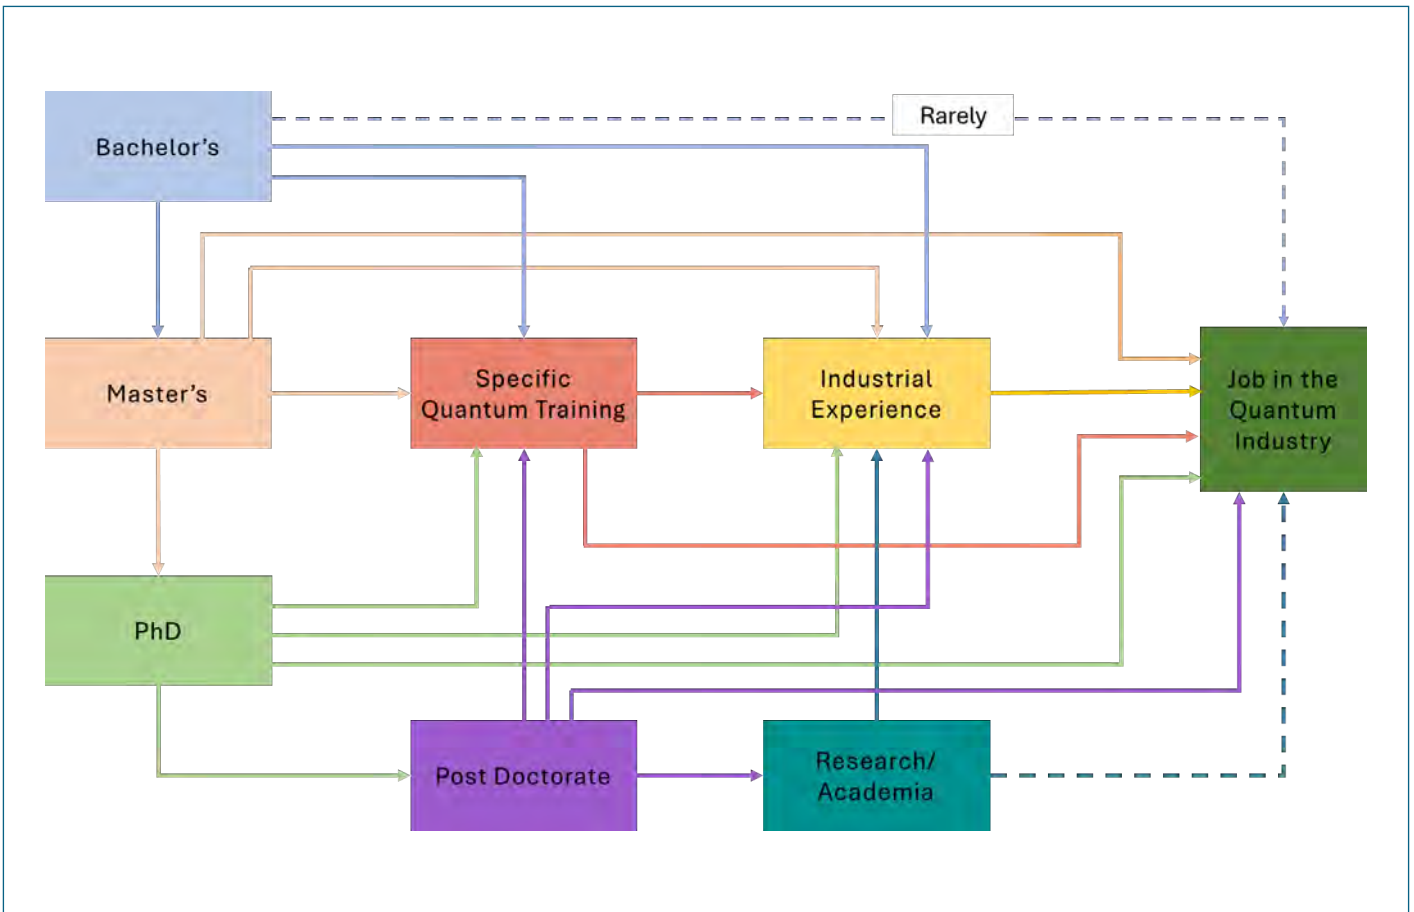 Bachelor's
Rarely
Master's
Specific
Quantum Training
Industrial
Experience
Job in the
Quantum
Industry
PhD
Post Doctorate
Research/
Academia